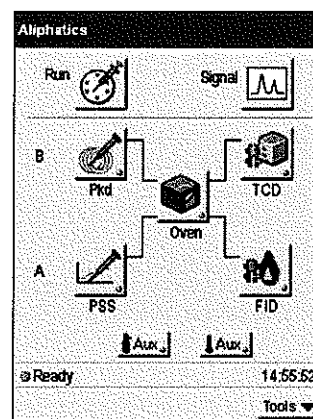 Aliphatics
Run Signal
B
Pkd TCD
Oven
A
PSS FID
Aux Aux
Ready 14:55:52
Tools